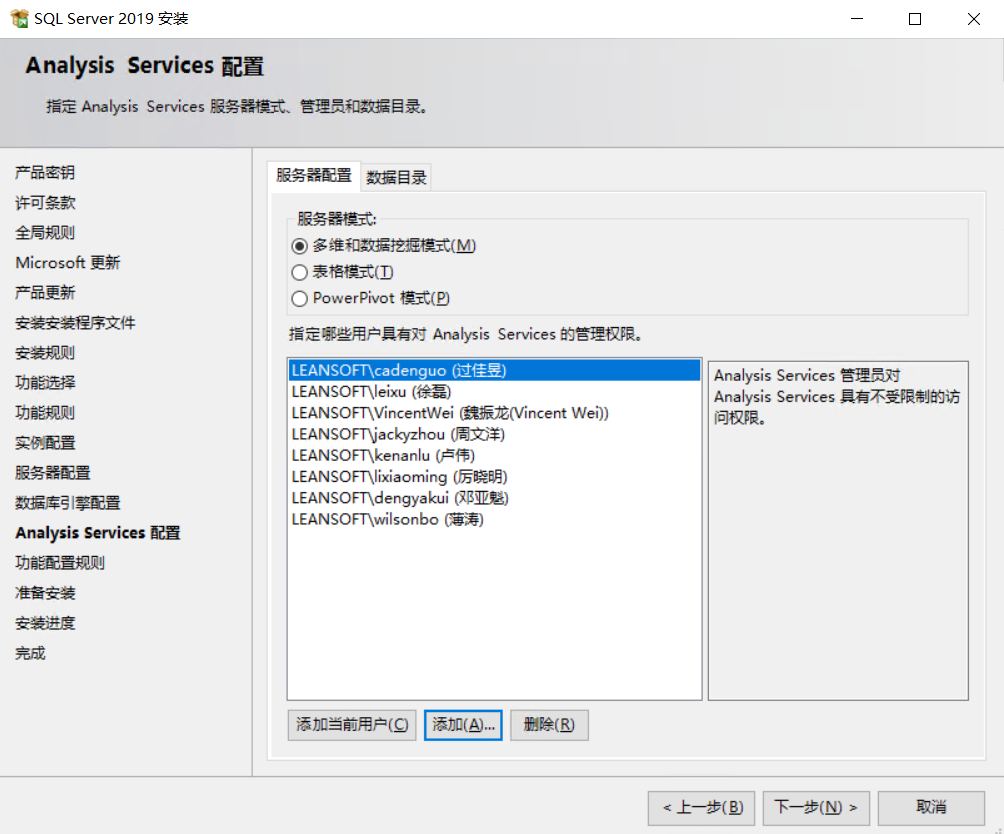 SQL Server 2019 安装
Analysis Services 配置
指定 Analysis Services 服务器模式、管理员和数据目录。
产品密钥
许可条款
全局规则
Microsoft 更新
产品更新
安装安装程序文件
安装规则
功能选择
功能规则
实例配置
服务器配置
数据库引擎配置
Analysis Services 配置
功能配置规则
准备安装
安装进度
完成
服务器配置 数据目录
服务器模式:
多维和数据挖掘模式(M)
表格模式(T)
PowerPivot 模式(P)
指定哪些用户具有对 Analysis Services 的管理权限。
LEANSOFT\cadenguo (过佳昱)
LEANSOFT\leixu (徐磊)
LEANSOFT\VincentWei (魏振龙(Vincent Wei))
LEANSOFT\jackyzhou (周文洋)
LEANSOFT\kenanlu (卢伟)
LEANSOFT\lixiaoming (厉晓明)
LEANSOFT\dengyakui (邓亚魁)
LEANSOFT\wilsonbo (薄涛)
Analysis Services 管理员对
Analysis Services 具有不受限制的访
问权限。
添加当前用户(C) 添加(A)... 删除(R)
< 上一步(B) 下一步(N) > 取消